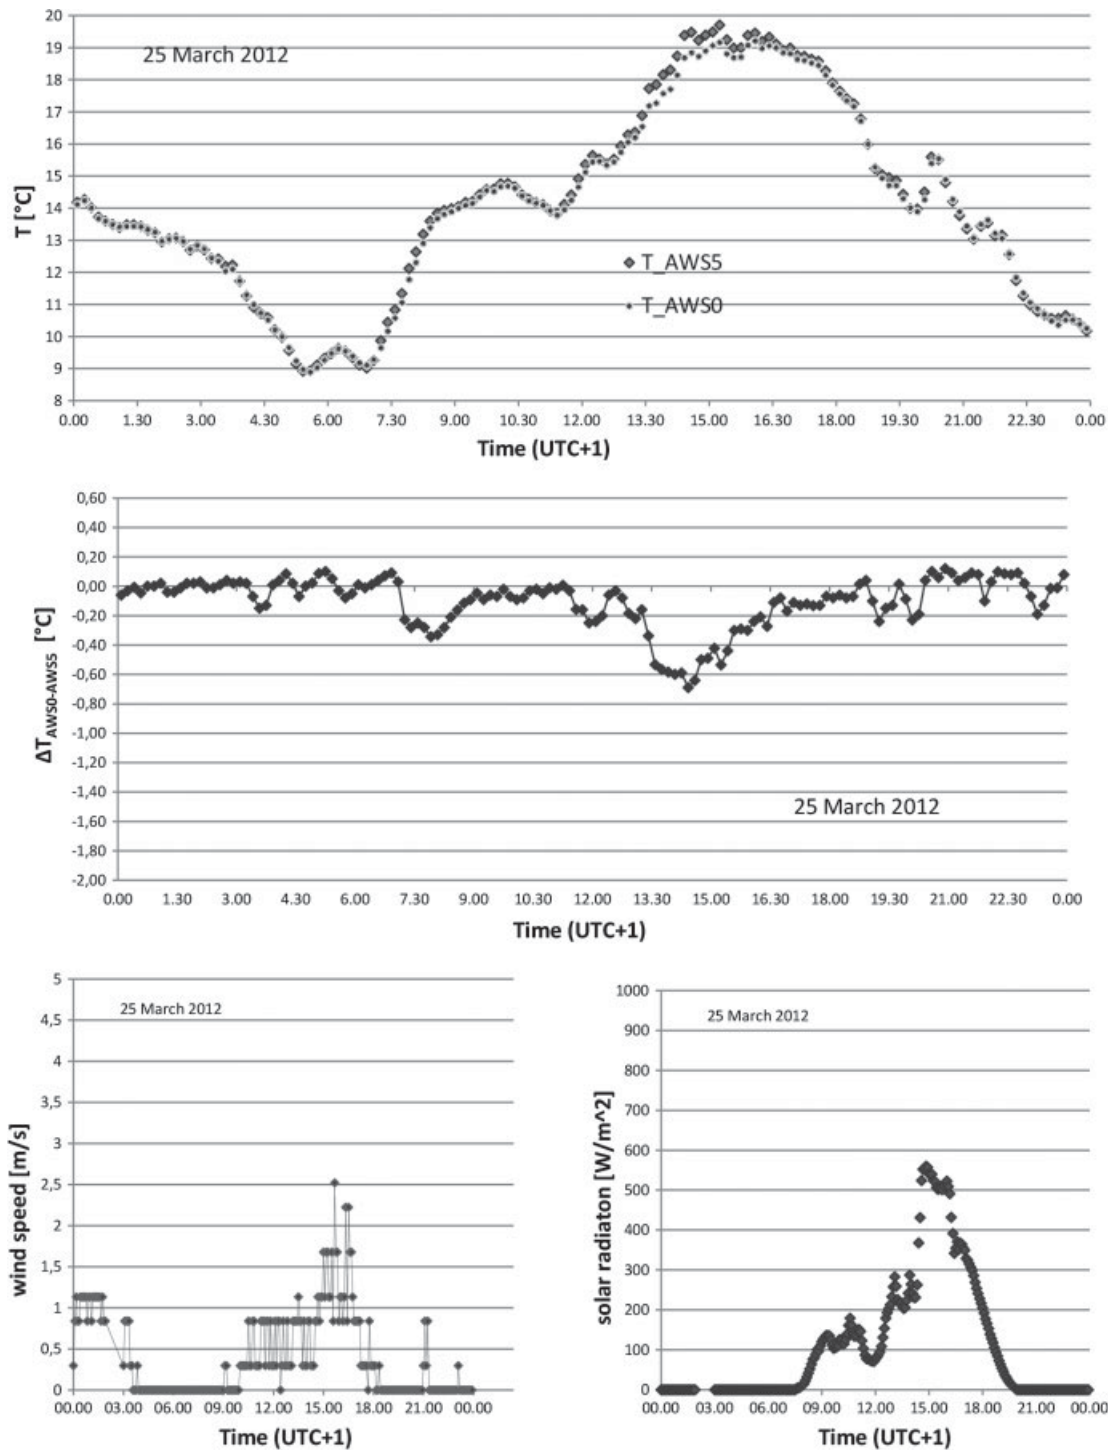 20
19
18
17
16
15
14
13
12
11
10
9
8
25 March 2012
T [°C]
T_AWS5
T_AWS0
0.00 1.30 3.00 4.30 6.00 7.30 9.00 10.30 12.00 13.30 15.00 16.30 18.00 19.30 21.00 22.30 0.00
Time (UTC+1)
0,60
0,40
0,20
0,00
-0,20
-0,40
-0,60
-0,80
-1,00
-1,20
-1,40
-1,60
-1,80
-2,00
ΔTAWS0-AWS5 [°C]
25 March 2012
0.00 1.30 3.00 4.30 6.00 7.30 9.00 10.30 12.00 13.30 15.00 16.30 18.00 19.30 21.00 22.30 0.00
Time (UTC+1)
5
4,5
4
3,5
3
2,5
2
1,5
1
0,5
0
25 March 2012
wind speed [m/s]
00.00 03.00 06.00 09.00 12.00 15.00 18.00 21.00 00.00
Time (UTC+1)
1000
900
800
700
600
500
400
300
200
100
0
25 March 2012
solar radiaton [W/m^2]
00.00 03.00 06.00 09.00 12.00 15.00 18.00 21.00 00.00
Time (UTC+1)